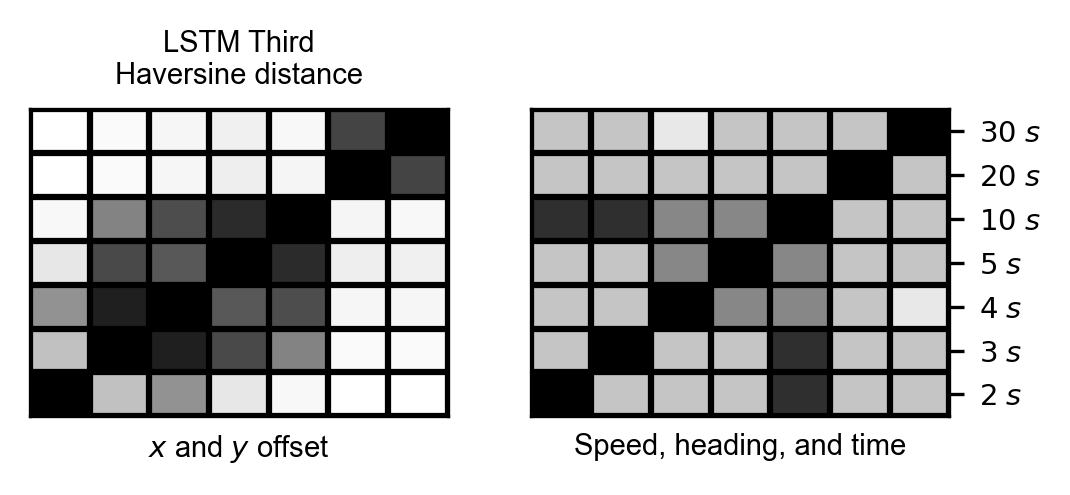 LSTM Third
Haversine distance
30 s
20 s
10 s
5 s
4 s
3 s
2 s
x and y offset
Speed, heading, and time